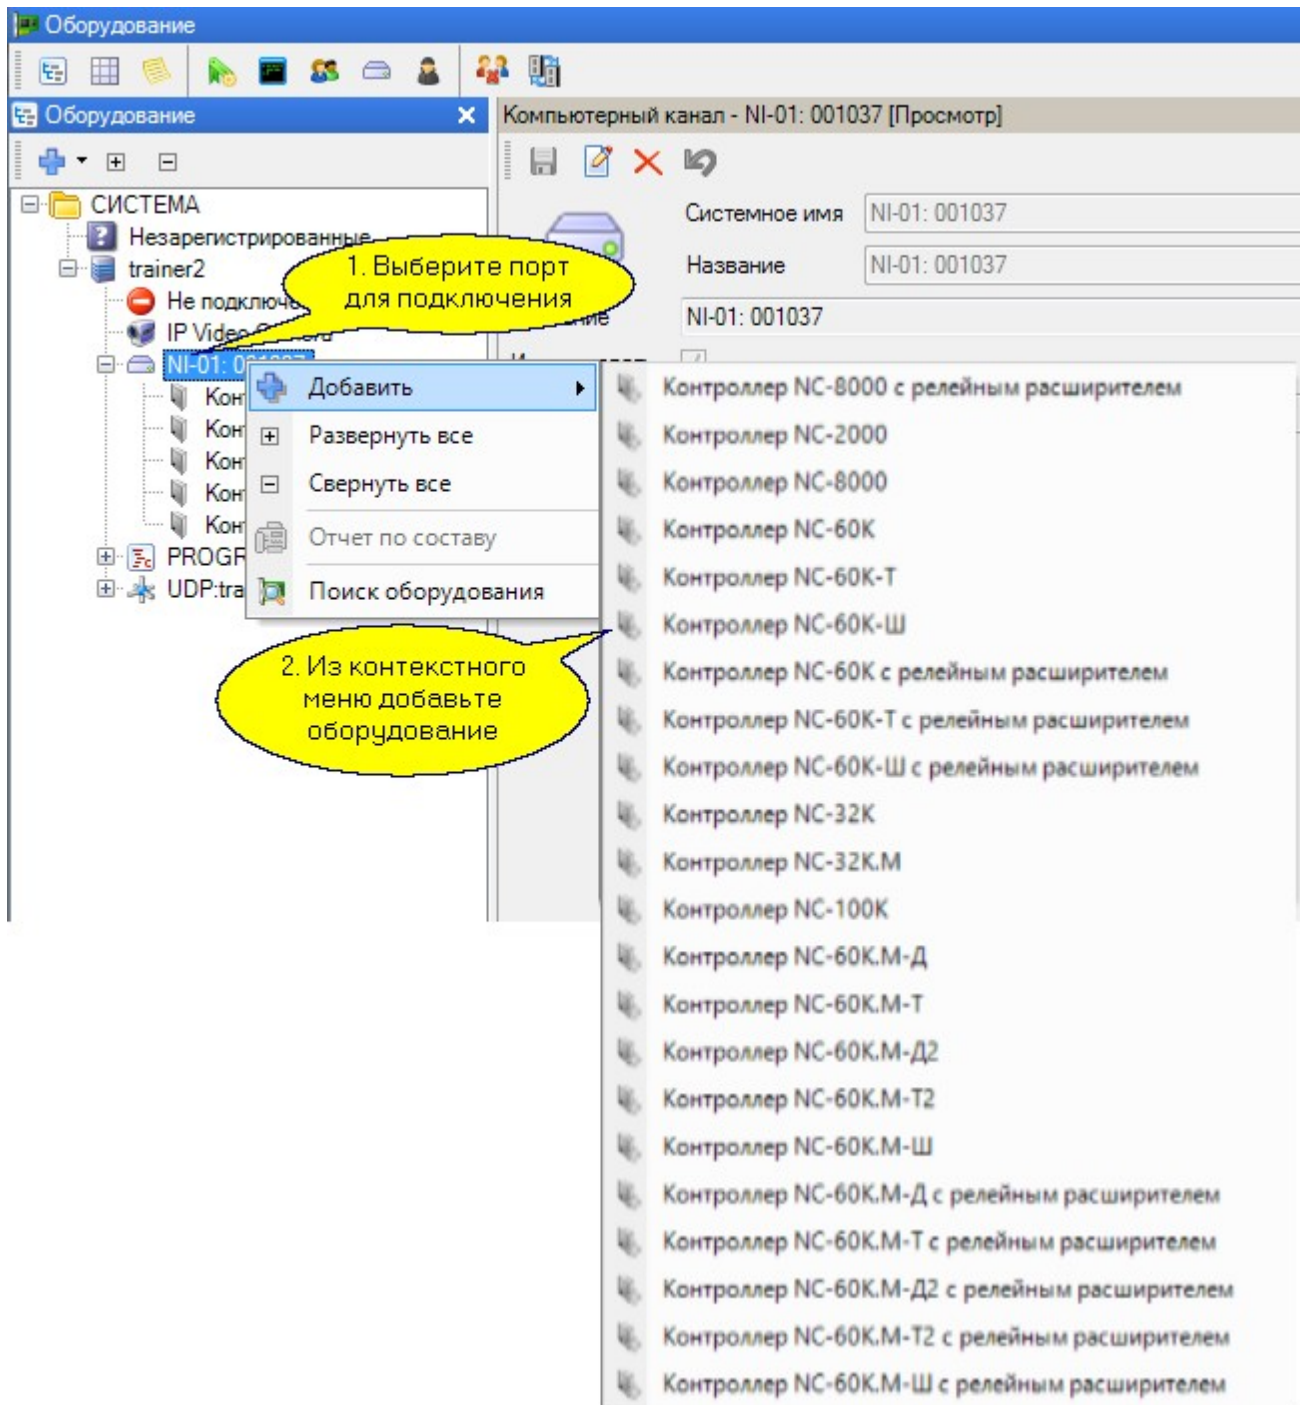 Оборудование
Оборудование
Компьютерный канал - NI-01: 001037 [Просмотр]
СИСТЕМА
Незарегистрированные
trainer2
IP Video
1. Выберите порт
для подключения
Системное имя NI-01: 001037
Название NI-01: 001037
NI-01: 001037
NI-01:
Добавить
Развернуть все
Свернуть все
Отчет по составу
Поиск оборудования
2. Из контекстного
меню добавьте
оборудование
Контроллер NC-8000 с релейным расширителем
Контроллер NC-2000
Контроллер NC-8000
Контроллер NC-60K
Контроллер NC-60K-T
Контроллер NC-60K-Ш
Контроллер NC-60K с релейным расширителем
Контроллер NC-60K-T с релейным расширителем
Контроллер NC-60K-Ш с релейным расширителем
Контроллер NC-32K
Контроллер NC-32K.M
Контроллер NC-100K
Контроллер NC-60K.M-Д
Контроллер NC-60K.M-T
Контроллер NC-60K.M-Д2
Контроллер NC-60K.M-T2
Контроллер NC-60K.M-Ш
Контроллер NC-60K.M-Д с релейным расширителем
Контроллер NC-60K.M-T с релейным расширителем
Контроллер NC-60K.M-Д2 с релейным расширителем
Контроллер NC-60K.M-T2 с релейным расширителем
Контроллер NC-60K.M-Ш с релейным расширителем